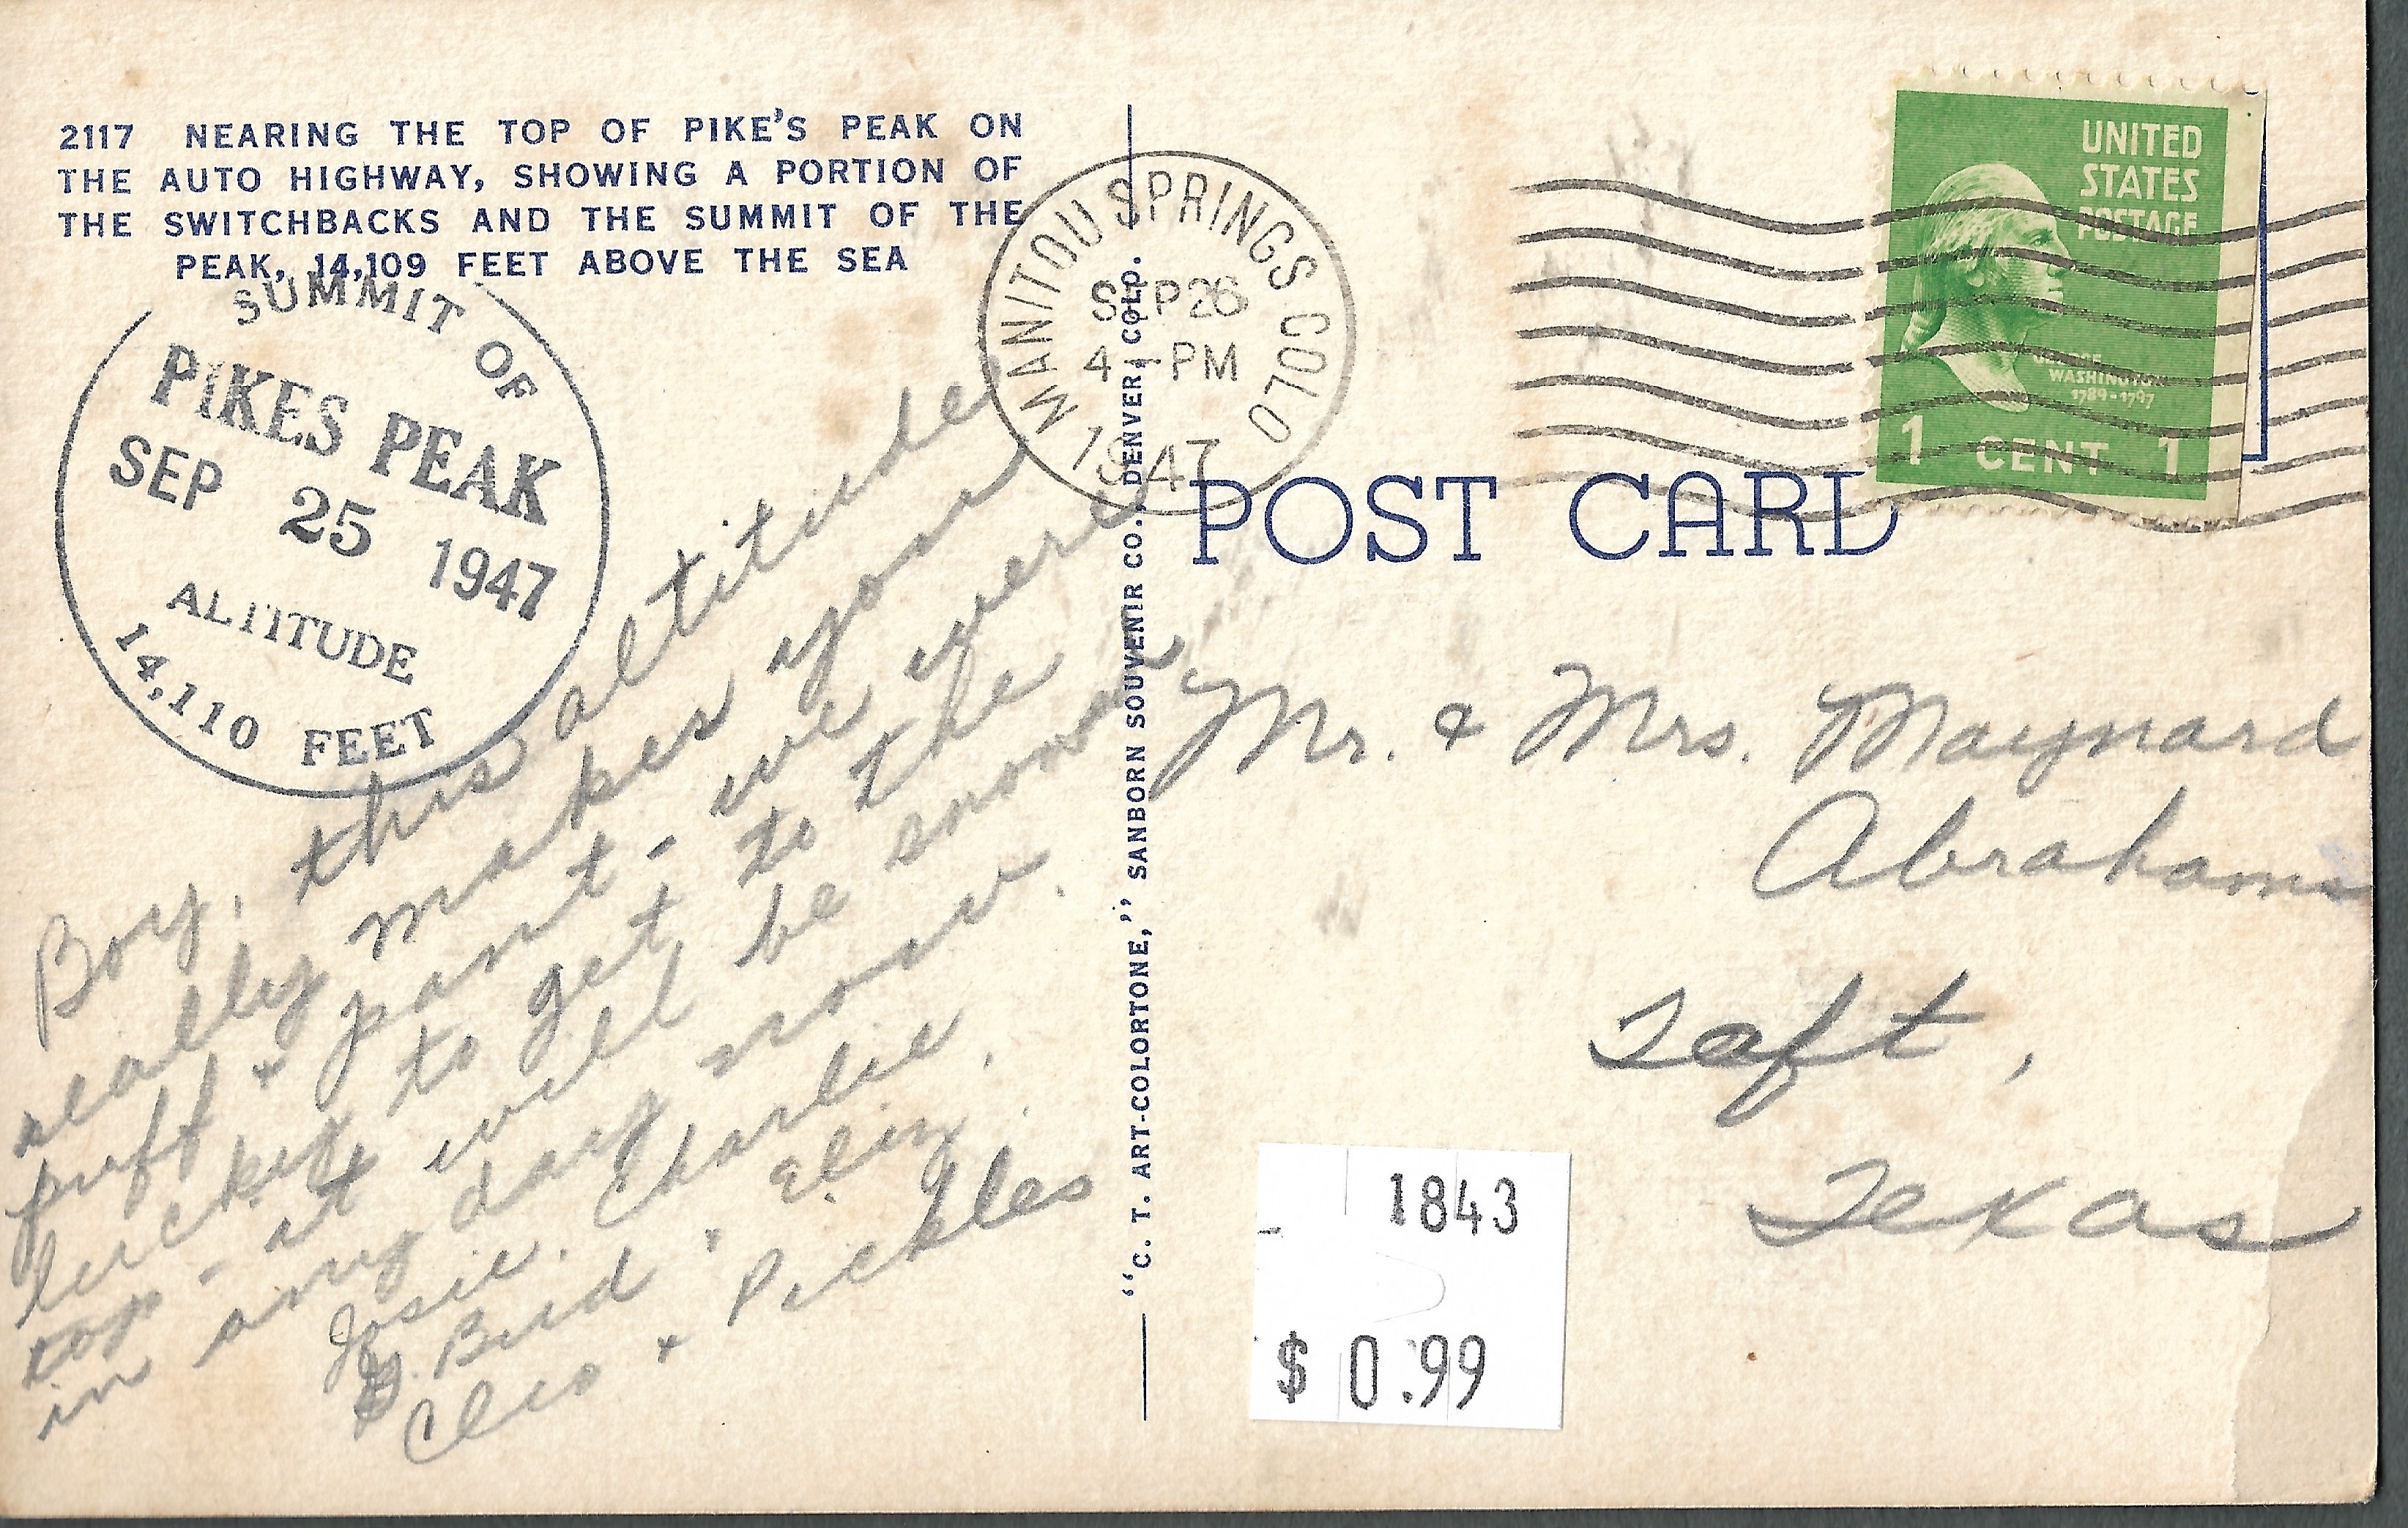 2117 NEARING THE TOP OF PIKE'S PEAK ON
THE AUTO HIGHWAY, SHOWING A PORTION OF
THE SWITCHBACKS AND THE SUMMIT OF THE
PEAK, 14,109 FEET ABOVE THE SEA
SUMMIT OF
PIKES PEAK
SEP 25 1947
ALTITUDE
14,110 FEET
Boy, this altitude
really makes you
puff & pant - we were
lucky to get to the
top - it will be snowed
in any day now.
Josie, Charlie,
Bud, 
Cleo & Pickles
"C. T. ART-COLORTONE," SANBORN SOUVENIR CO. DENVER, COLO.
MANITOU SPRINGS COLO
SEP 26
4 - PM
1947
POST CARD
UNITED
STATES
POSTAGE
GEORGE
WASHINGTON
1789-1797
1 CENT 1
Mr. & Mrs. Maynard
Abrahams
Taft,
Texas
1843
$ 0.99